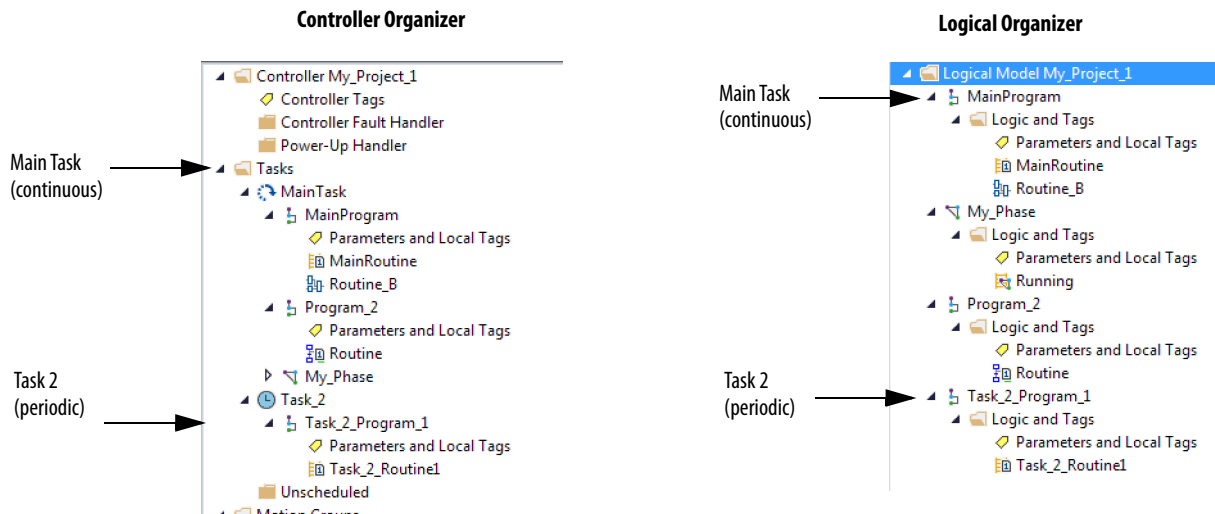 Controller Organizer
Controller My_Project_1
Controller Tags
Controller Fault Handler
Power-Up Handler
Main Task
(continuous)
Tasks
MainTask
MainProgram
Parameters and Local Tags
MainRoutine
Routine_B
Program_2
Parameters and Local Tags
Routine
My_Phase
Task 2
(periodic)
Task_2
Task_2_Program_1
Parameters and Local Tags
Task_2_Routine1
Unscheduled
Motion Groups
Logical Organizer
Logical Model My_Project_1
Main Task
(continuous)
MainProgram
Logic and Tags
Parameters and Local Tags
MainRoutine
Routine_B
My_Phase
Logic and Tags
Parameters and Local Tags
Running
Program_2
Logic and Tags
Parameters and Local Tags
Routine
Task 2
(periodic)
Task_2_Program_1
Logic and Tags
Parameters and Local Tags
Task_2_Routine1